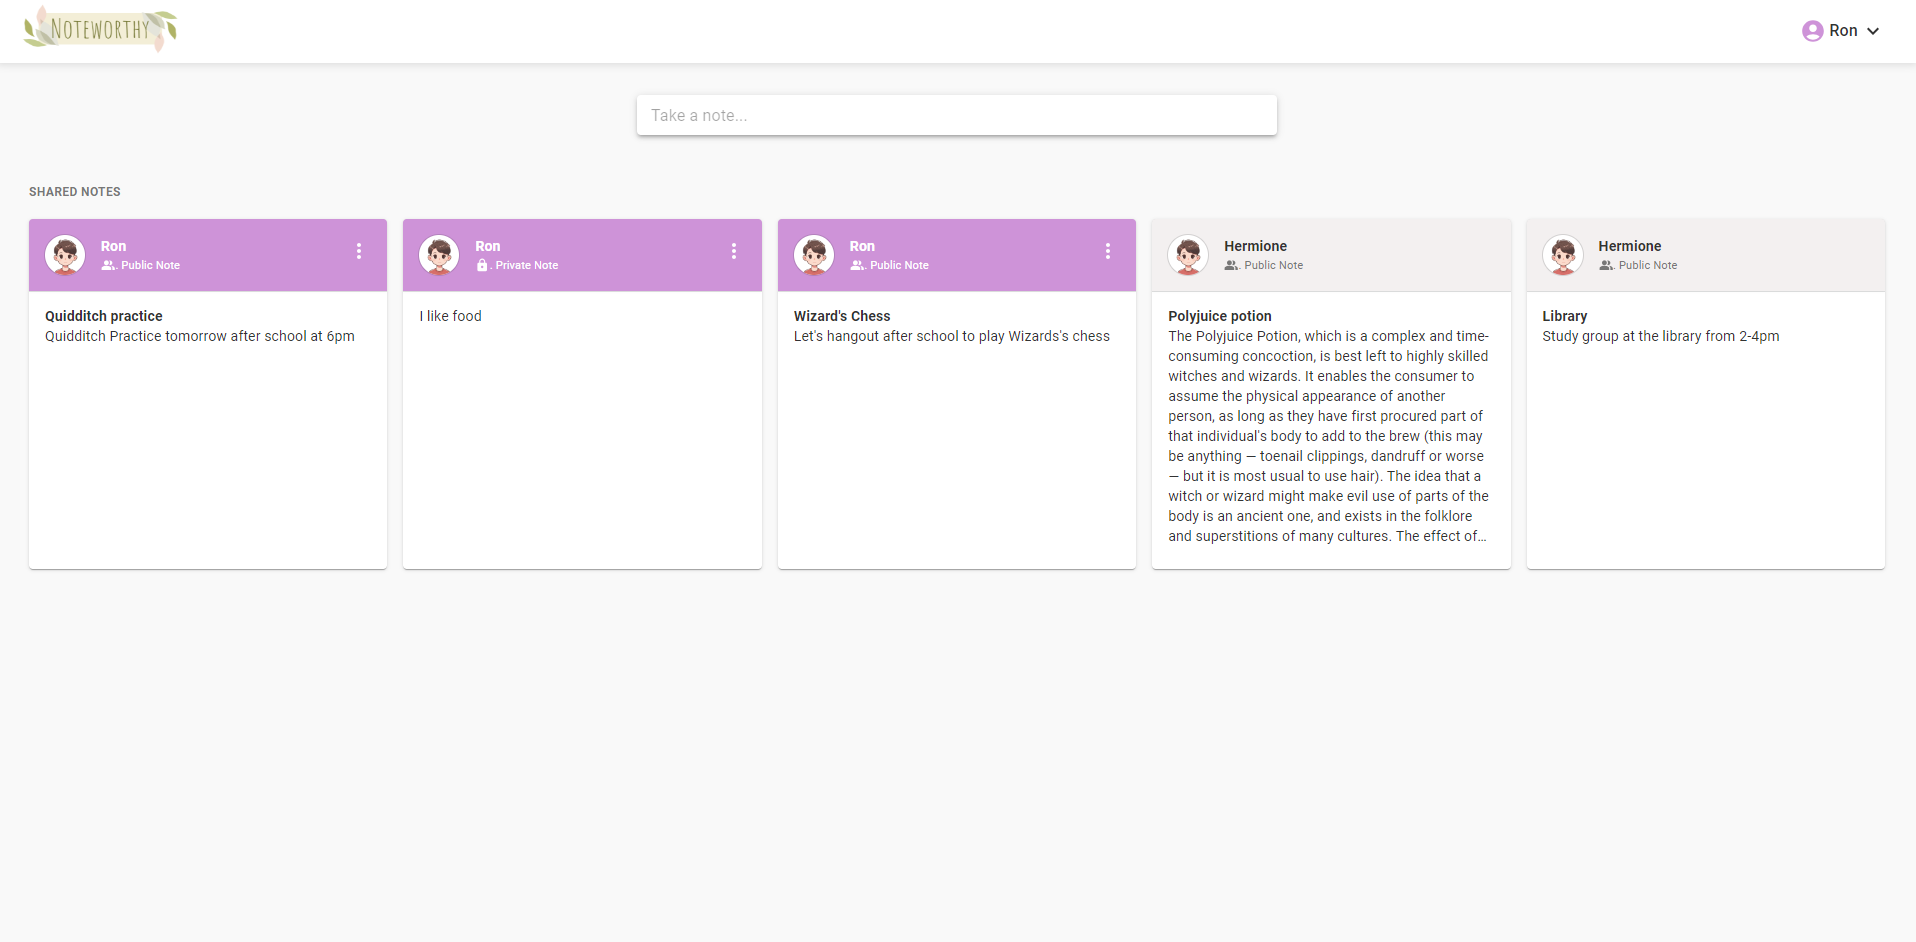 NOTEWORTHY
Ron
Take a note...
SHARED NOTES
Ron
. Public Note
Quidditch practice
Quidditch Practice tomorrow after school at 6pm
Ron
. Private Note
I like food
Ron
. Public Note
Wizard's Chess
Let's hangout after school to play Wizards's chess
Hermione
. Public Note
Polyjuice potion
The Polyjuice Potion, which is a complex and time-
consuming concoction, is best left to highly skilled
witches and wizards. It enables the consumer to
assume the physical appearance of another
person, as long as they have first procured part of
that individual's body to add to the brew (this may
be anything — toenail clippings, dandruff or worse
— but it is most usual to use hair). The idea that a
witch or wizard might make evil use of parts of the
body is an ancient one, and exists in the folklore
and superstitions of many cultures. The effect of...
Hermione
. Public Note
Library
Study group at the library from 2-4pm